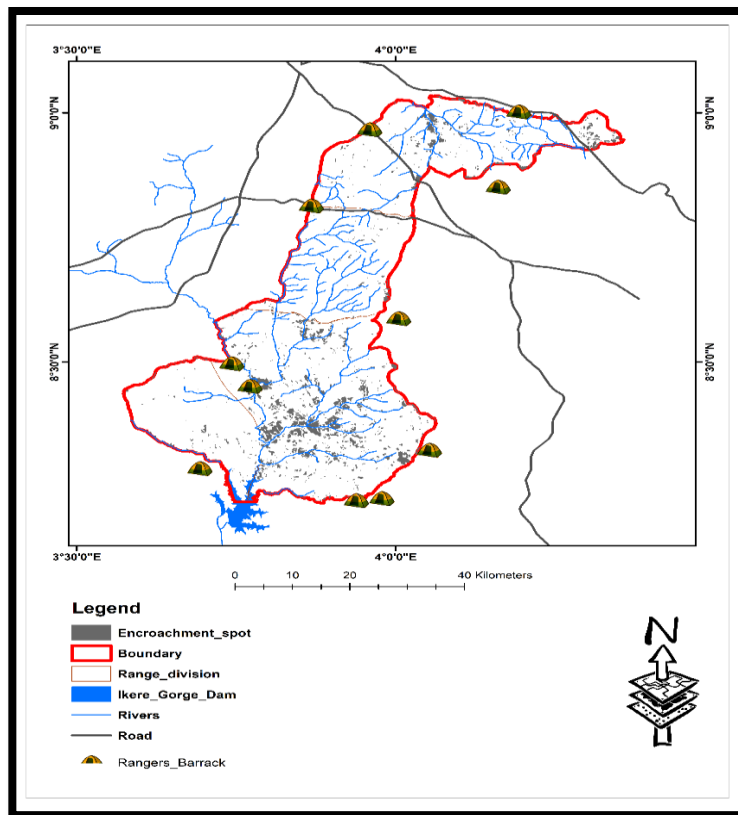 3°30'0"E 4°0'0"E
9°0'0"N 9°0'0"N
8°30'0"N 8°30'0"N
3°30'0"E 4°0'0"E
0 10 20 40 Kilometers
Legend
Encroachment_spot
Boundary
Range_division
Ikere_Gorge_Dam
Rivers
Road
Rangers_Barrack
N